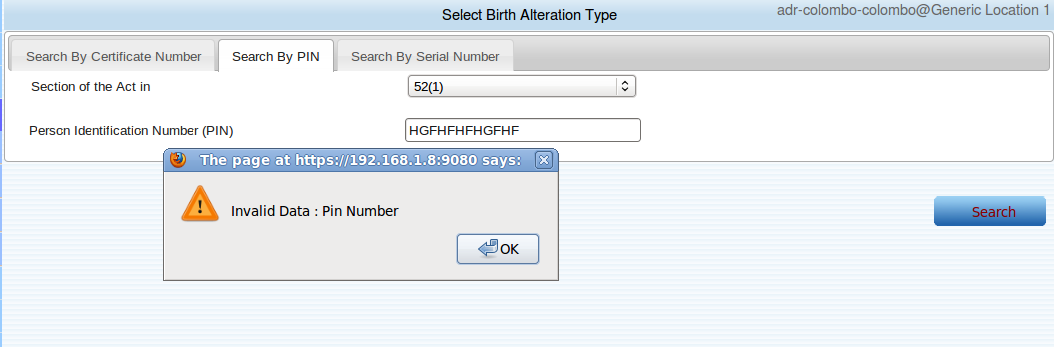 Select Birth Alteration Type
adr-colombo-colombo@Generic Location 1
Search By Certificate Number Search By PIN Search By Serial Number
Section of the Act in 52(1)
Person Identification Number (PIN) HGFHFHFHGFHF
The page at https://192.168.1.8:9080 says:
Invalid Data : Pin Number
OK
Search